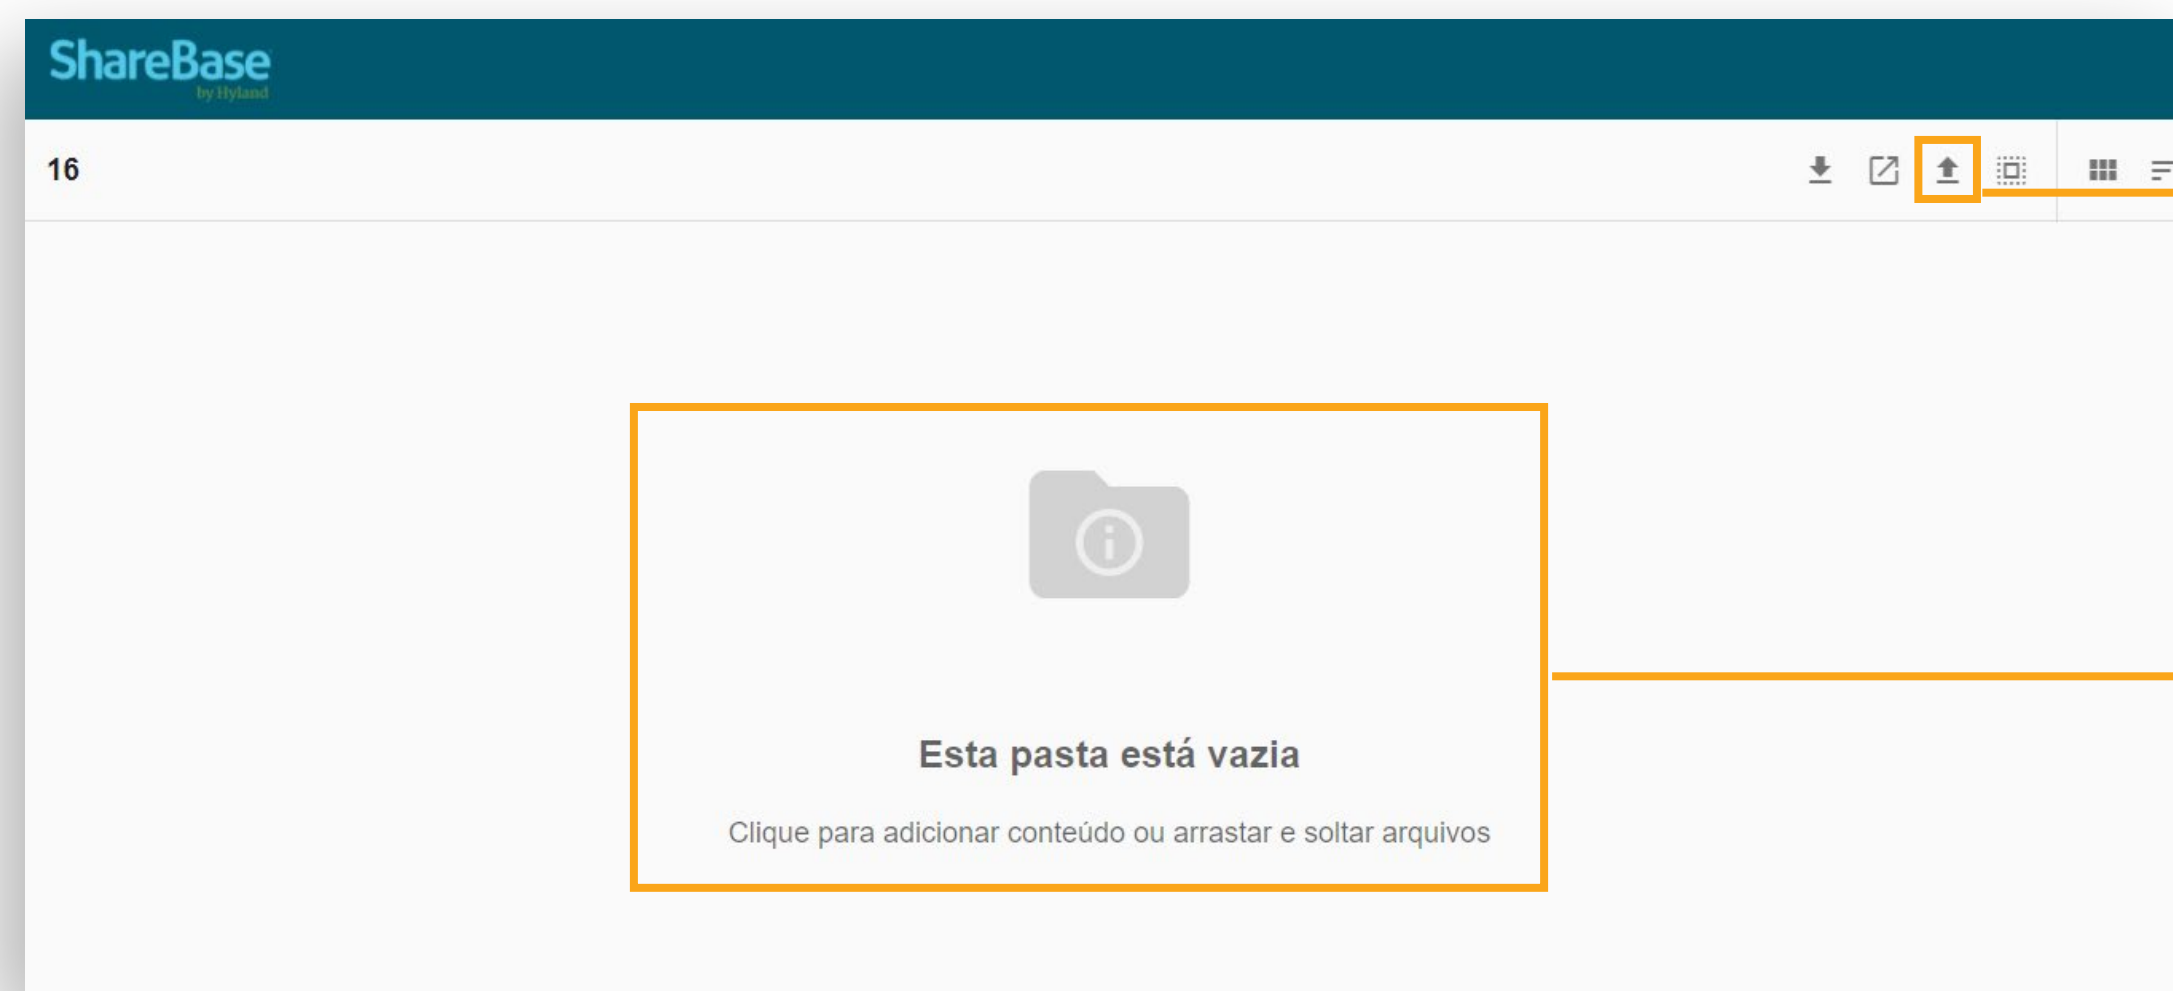 ShareBase
by Hyland
16
Esta pasta está vazia
Clique para adicionar conteúdo ou arrastar e soltar arquivos